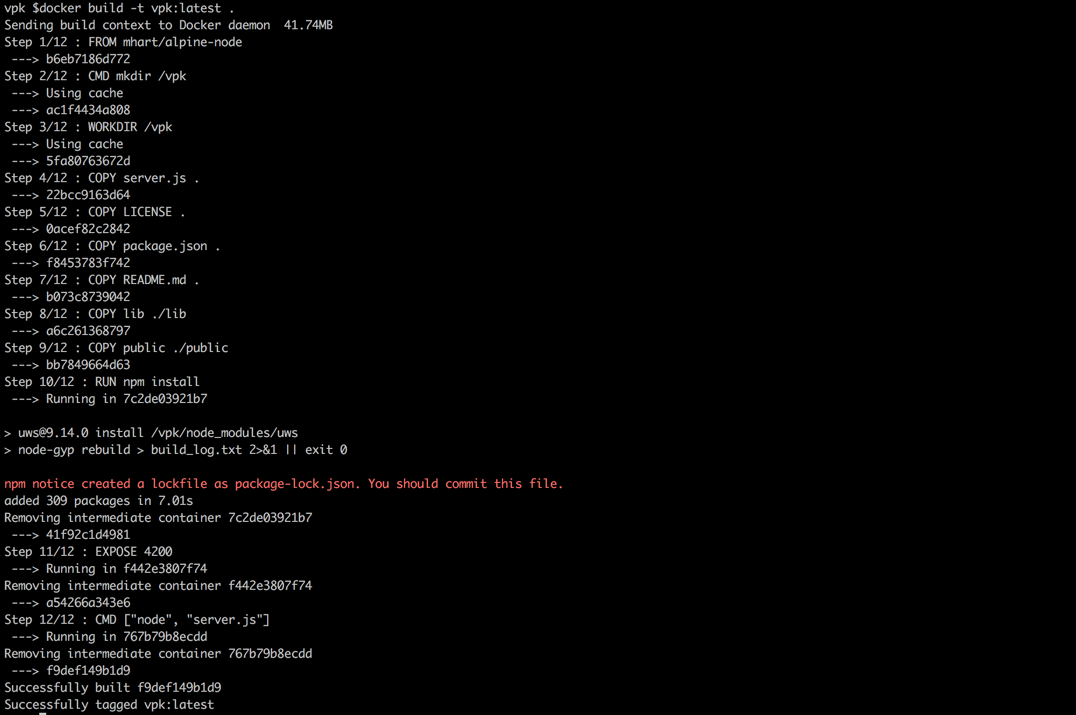 vpk $docker build -t vpk:latest .
Sending build context to Docker daemon  41.74MB
Step 1/12 : FROM mhart/alpine-node
 ---> b6eb7186d772
Step 2/12 : CMD mkdir /vpk
 ---> Using cache
 ---> ac1f4434a808
Step 3/12 : WORKDIR /vpk
 ---> Using cache
 ---> 5fa80763672d
Step 4/12 : COPY server.js .
 ---> 22bcc9163d64
Step 5/12 : COPY LICENSE .
 ---> 0acef82c2842
Step 6/12 : COPY package.json .
 ---> f8453783f742
Step 7/12 : COPY README.md .
 ---> b073c8739042
Step 8/12 : COPY lib ./lib
 ---> a6c261368797
Step 9/12 : COPY public ./public
 ---> bb7849664d63
Step 10/12 : RUN npm install
 ---> Running in 7c2de03921b7
> uws@9.14.0 install /vpk/node_modules/uws
> node-gyp rebuild > build_log.txt 2>&1 || exit 0
npm notice created a lockfile as package-lock.json. You should commit this file.
added 309 packages in 7.01s
Removing intermediate container 7c2de03921b7
 ---> 41f92c1d4981
Step 11/12 : EXPOSE 4200
 ---> Running in f442e3807f74
Removing intermediate container f442e3807f74
 ---> a54266a343e6
Step 12/12 : CMD ["node", "server.js"]
 ---> Running in 767b79b8ecdd
Removing intermediate container 767b79b8ecdd
 ---> f9def149b1d9
Successfully built f9def149b1d9
Successfully tagged vpk:latest